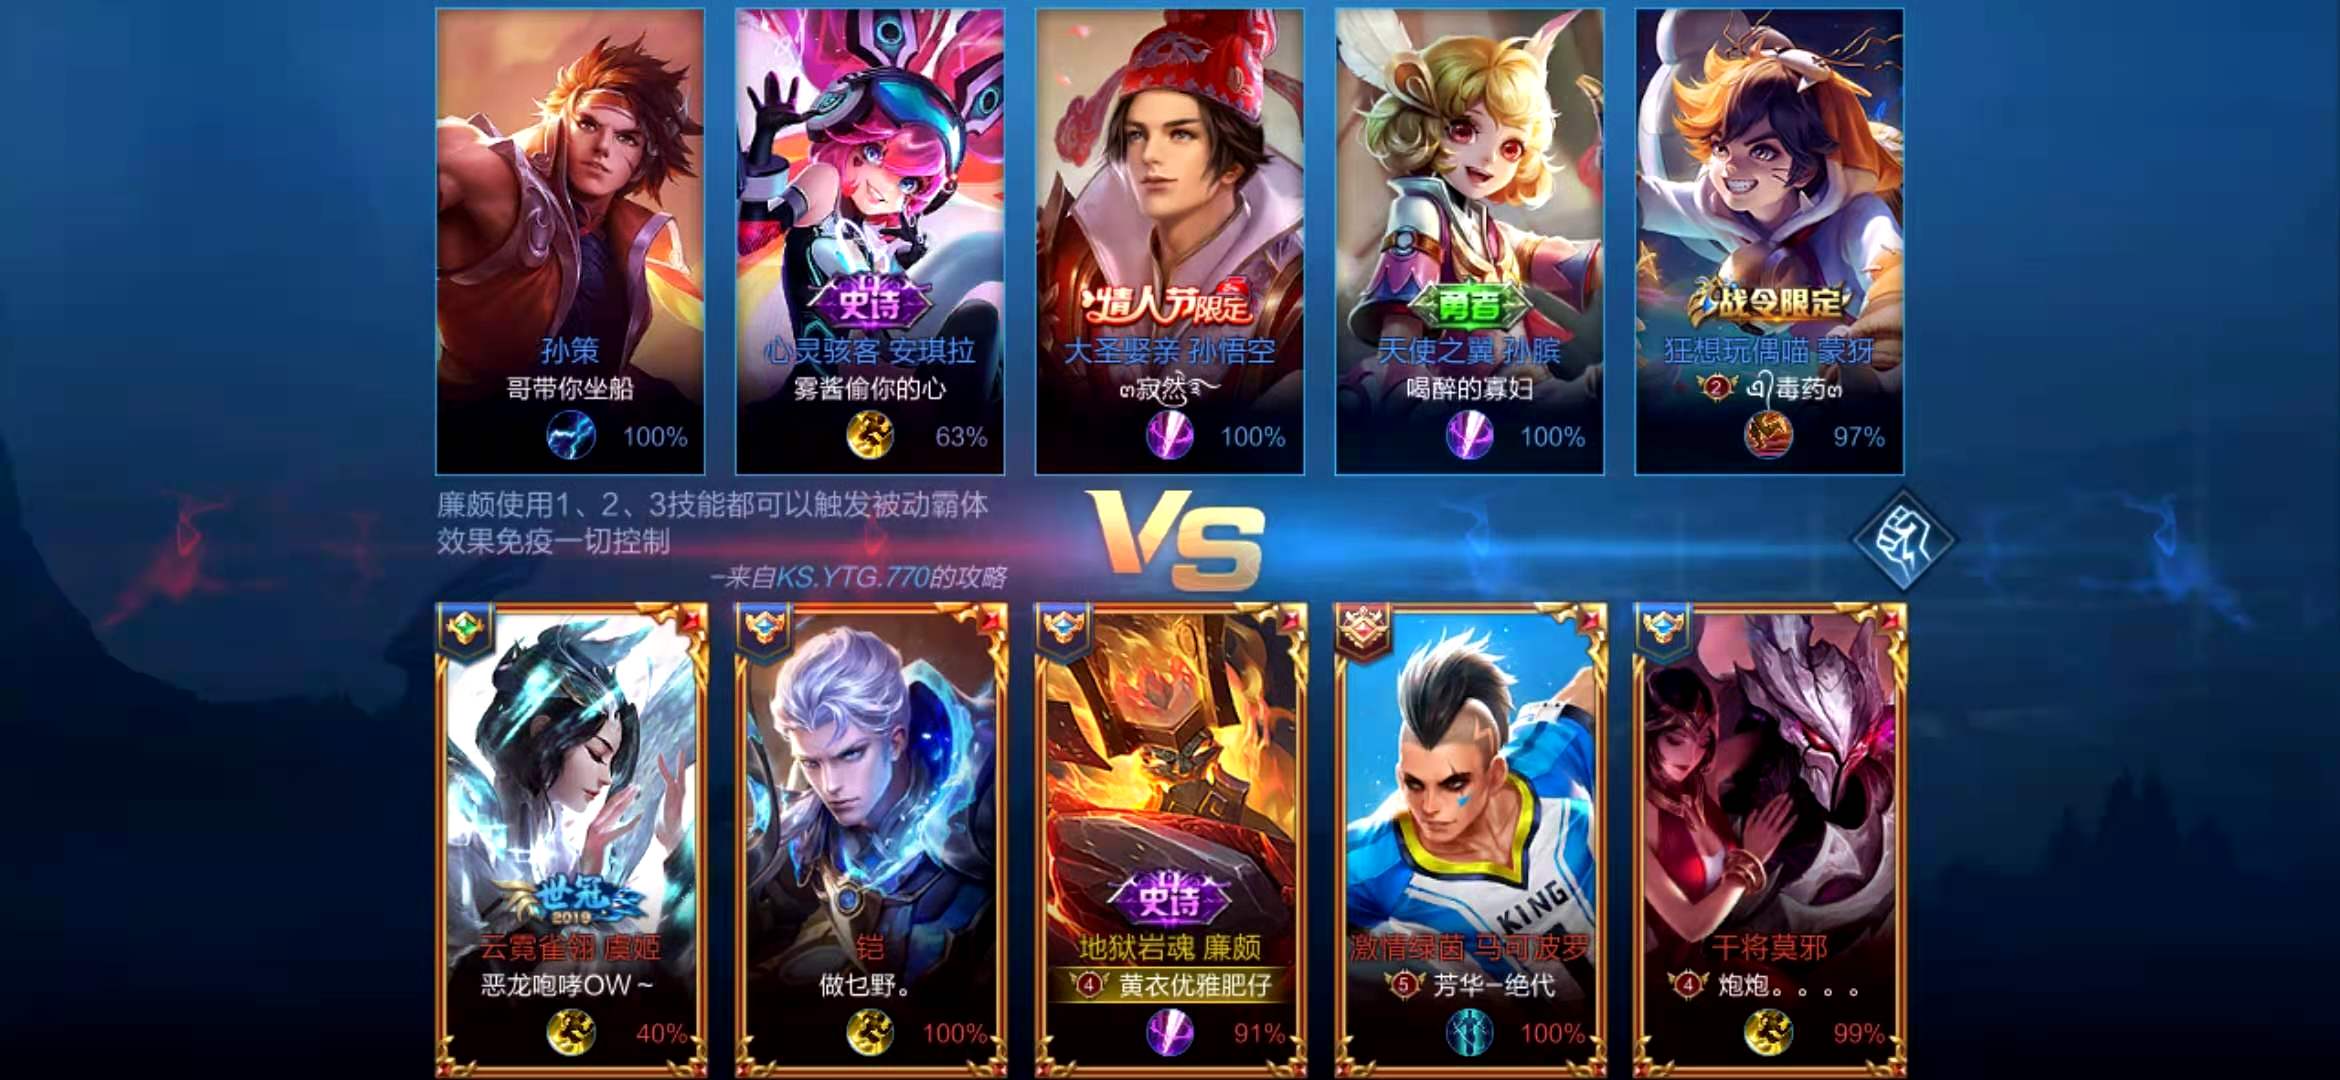 史诗
情人节限定
勇者
战令限定
孙策
心灵骇客 安琪拉
大圣娶亲 孙悟空
天使之翼 孙膑
狂想玩偶喵 蒙犽
哥带你坐船
雾酱偷你的心
寂然
喝醉的寡妇
2
毒药
100%
63%
100%
100%
97%
廉颇使用1、2、3技能都可以触发被动霸体
效果免疫一切控制
-来自KS.YTG.770的攻略
VS
KING
世冠
2019
史诗
云霓雀翎 虞姬
铠
地狱岩魂 廉颇
激情绿茵 马可波罗
干将莫邪
恶龙咆哮OW~
做乜野。
4 黄衣优雅肥仔
5 芳华-绝代
4 炮炮。。。。
40%
100%
91%
100%
99%